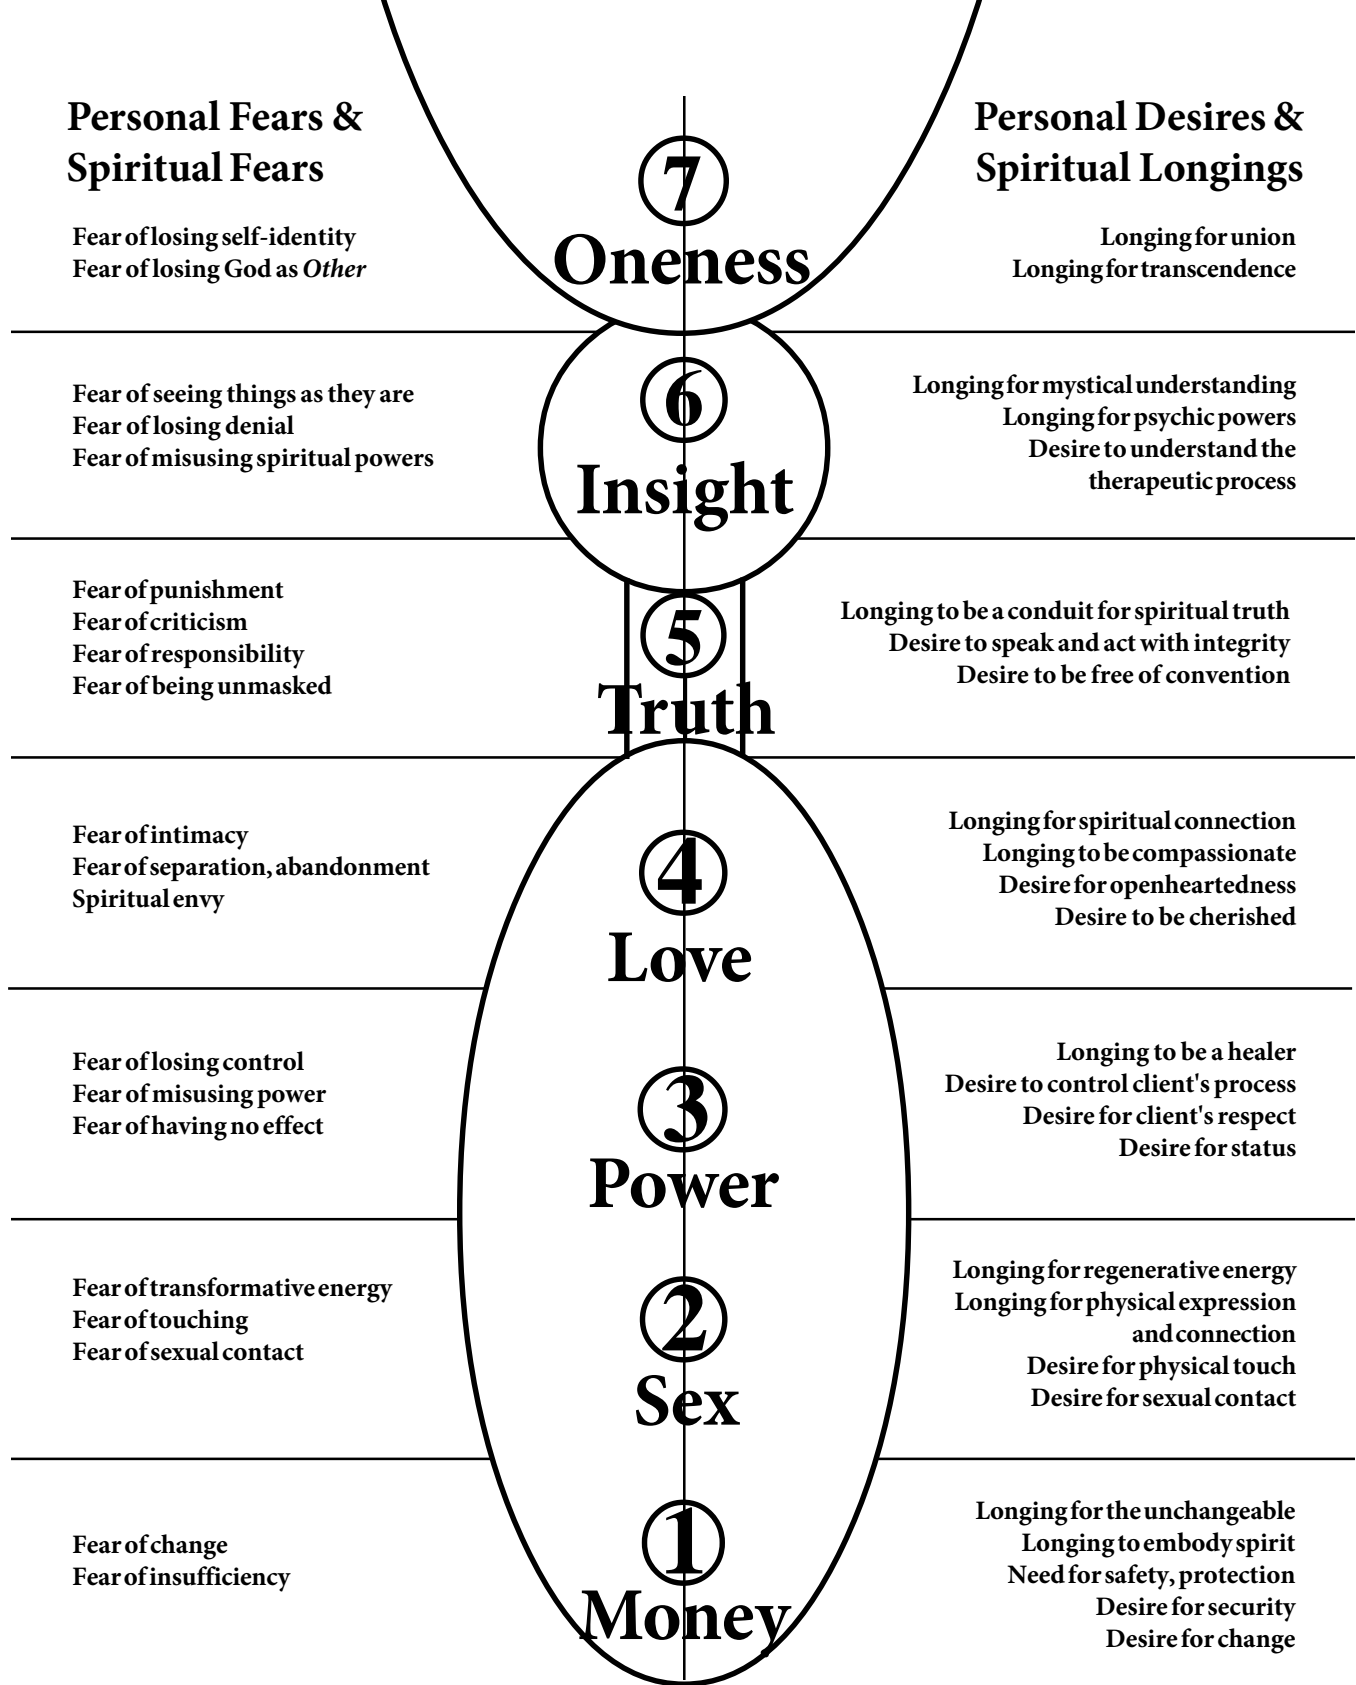 Personal Fears &
Spiritual Fears
Personal Desires &
Spiritual Longings
7
Oneness
Fear of losing self-identity
Fear of losing God as Other
Longing for union
Longing for transcendence
6
Insight
Fear of seeing things as they are
Fear of losing denial
Fear of misusing spiritual powers
Longing for mystical understanding
Longing for psychic powers
Desire to understand the
therapeutic process
5
Truth
Fear of punishment
Fear of criticism
Fear of responsibility
Fear of being unmasked
Longing to be a conduit for spiritual truth
Desire to speak and act with integrity
Desire to be free of convention
4
Love
Fear of intimacy
Fear of separation, abandonment
Spiritual envy
Longing for spiritual connection
Longing to be compassionate
Desire for openheartedness
Desire to be cherished
3
Power
Fear of losing control
Fear of misusing power
Fear of having no effect
Longing to be a healer
Desire to control client's process
Desire for client's respect
Desire for status
2
Sex
Fear of transformative energy
Fear of touching
Fear of sexual contact
Longing for regenerative energy
Longing for physical expression
and connection
Desire for physical touch
Desire for sexual contact
1
Money
Fear of change
Fear of insufficiency
Longing for the unchangeable
Longing to embody spirit
Need for safety, protection
Desire for security
Desire for change